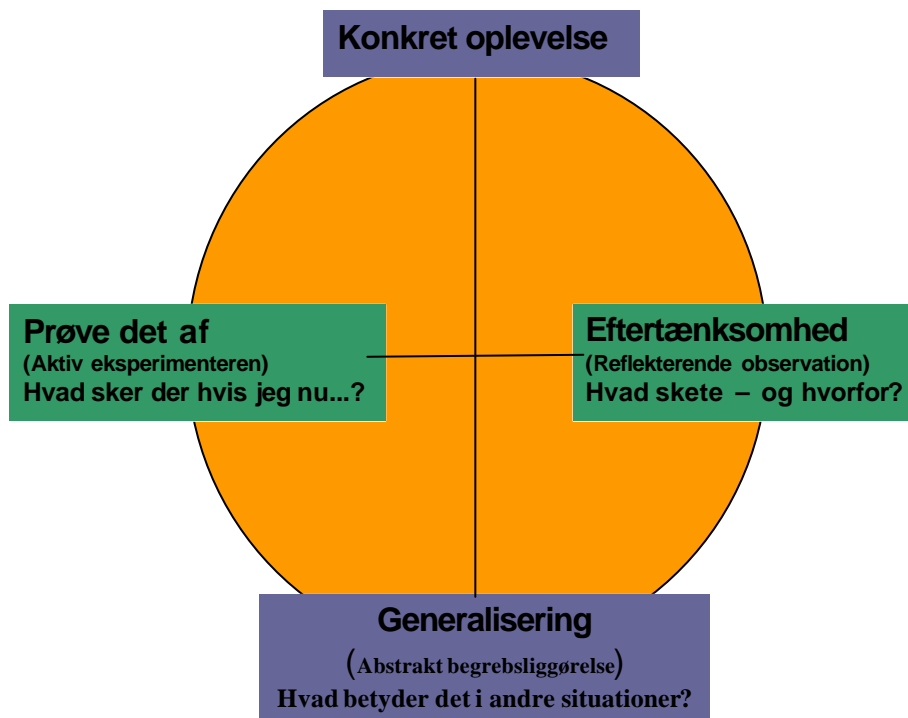 Konkret oplevelse
Prøve det af
(Aktiv eksperimenteren)
Hvad sker der hvis jeg nu...?
Eftertænksomhed
(Reflekterende observation)
Hvad skete – og hvorfor?
Generalisering
(Abstrakt begrebsliggørelse)
Hvad betyder det i andre situationer?